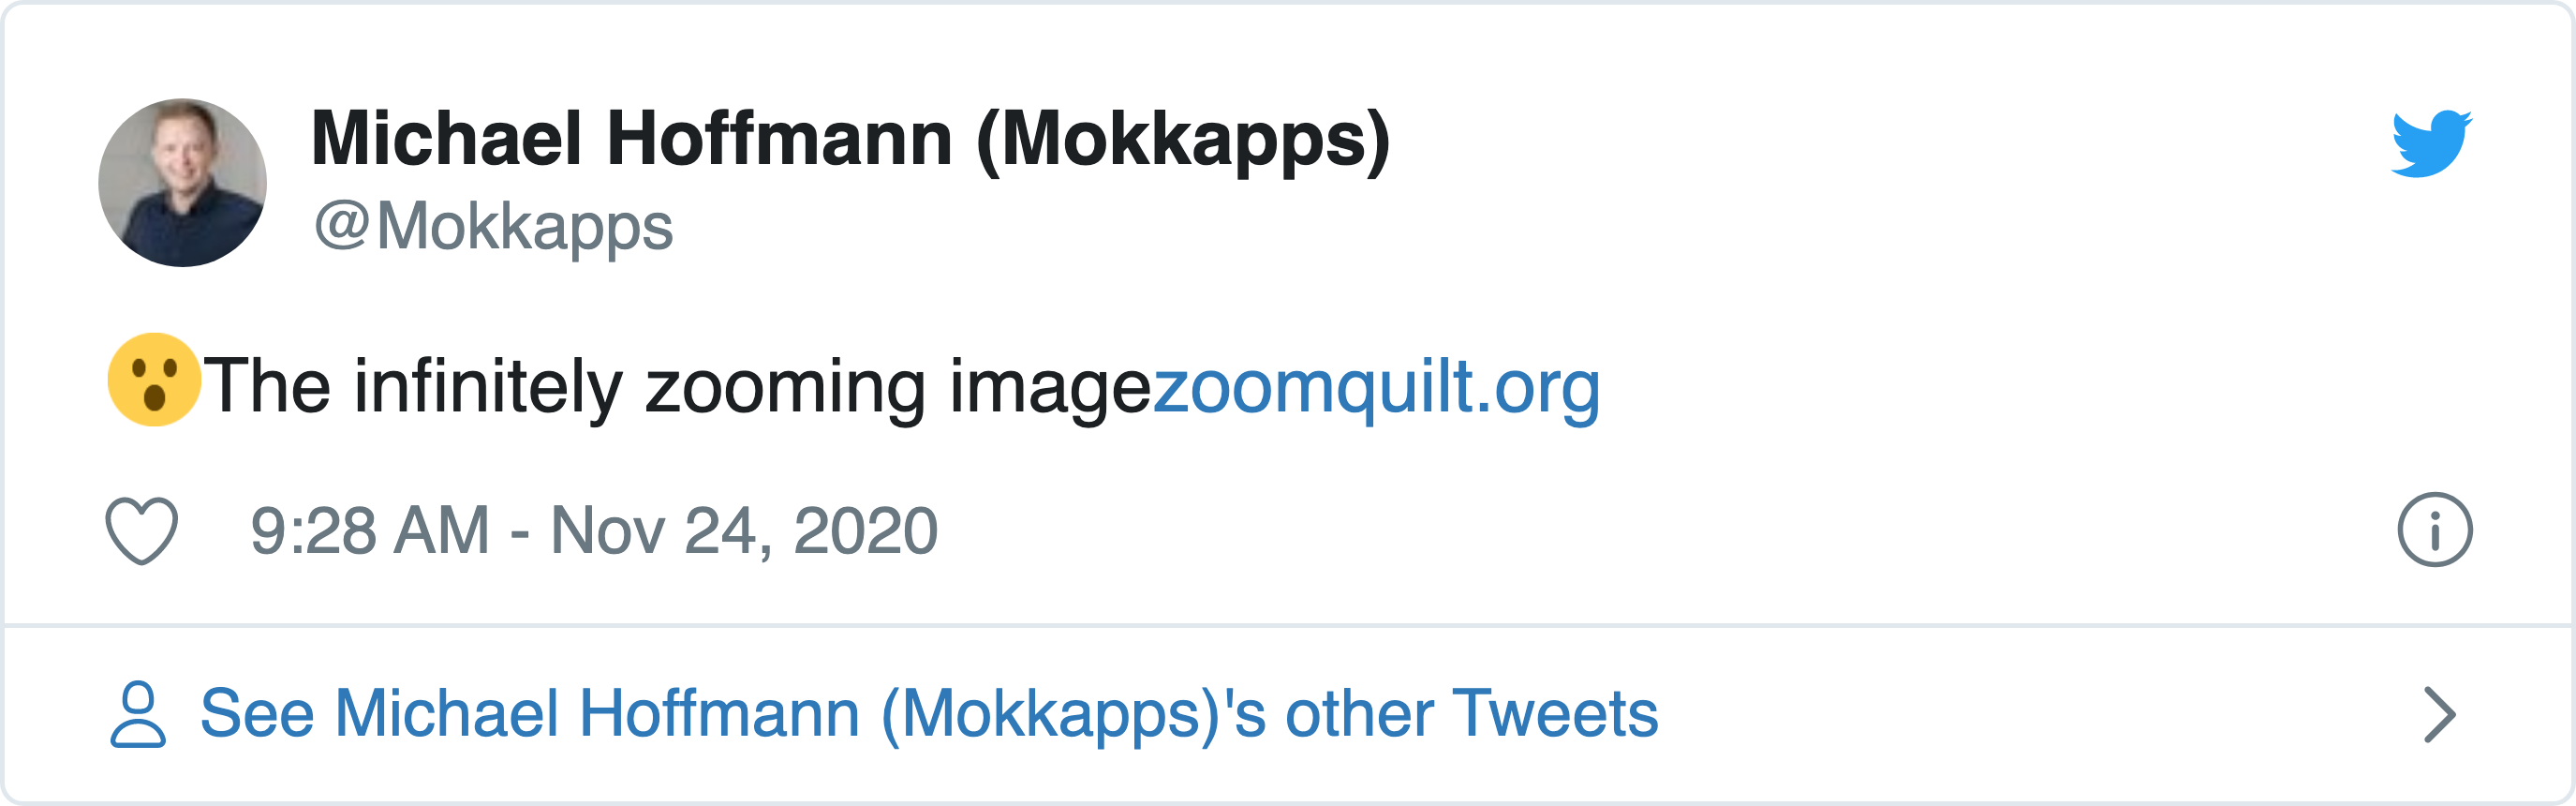 Michael Hoffmann (Mokkapps)
@Mokkapps
😮The infinitely zooming imagezoomquilt.org
9:28 AM - Nov 24, 2020
See Michael Hoffmann (Mokkapps)'s other Tweets